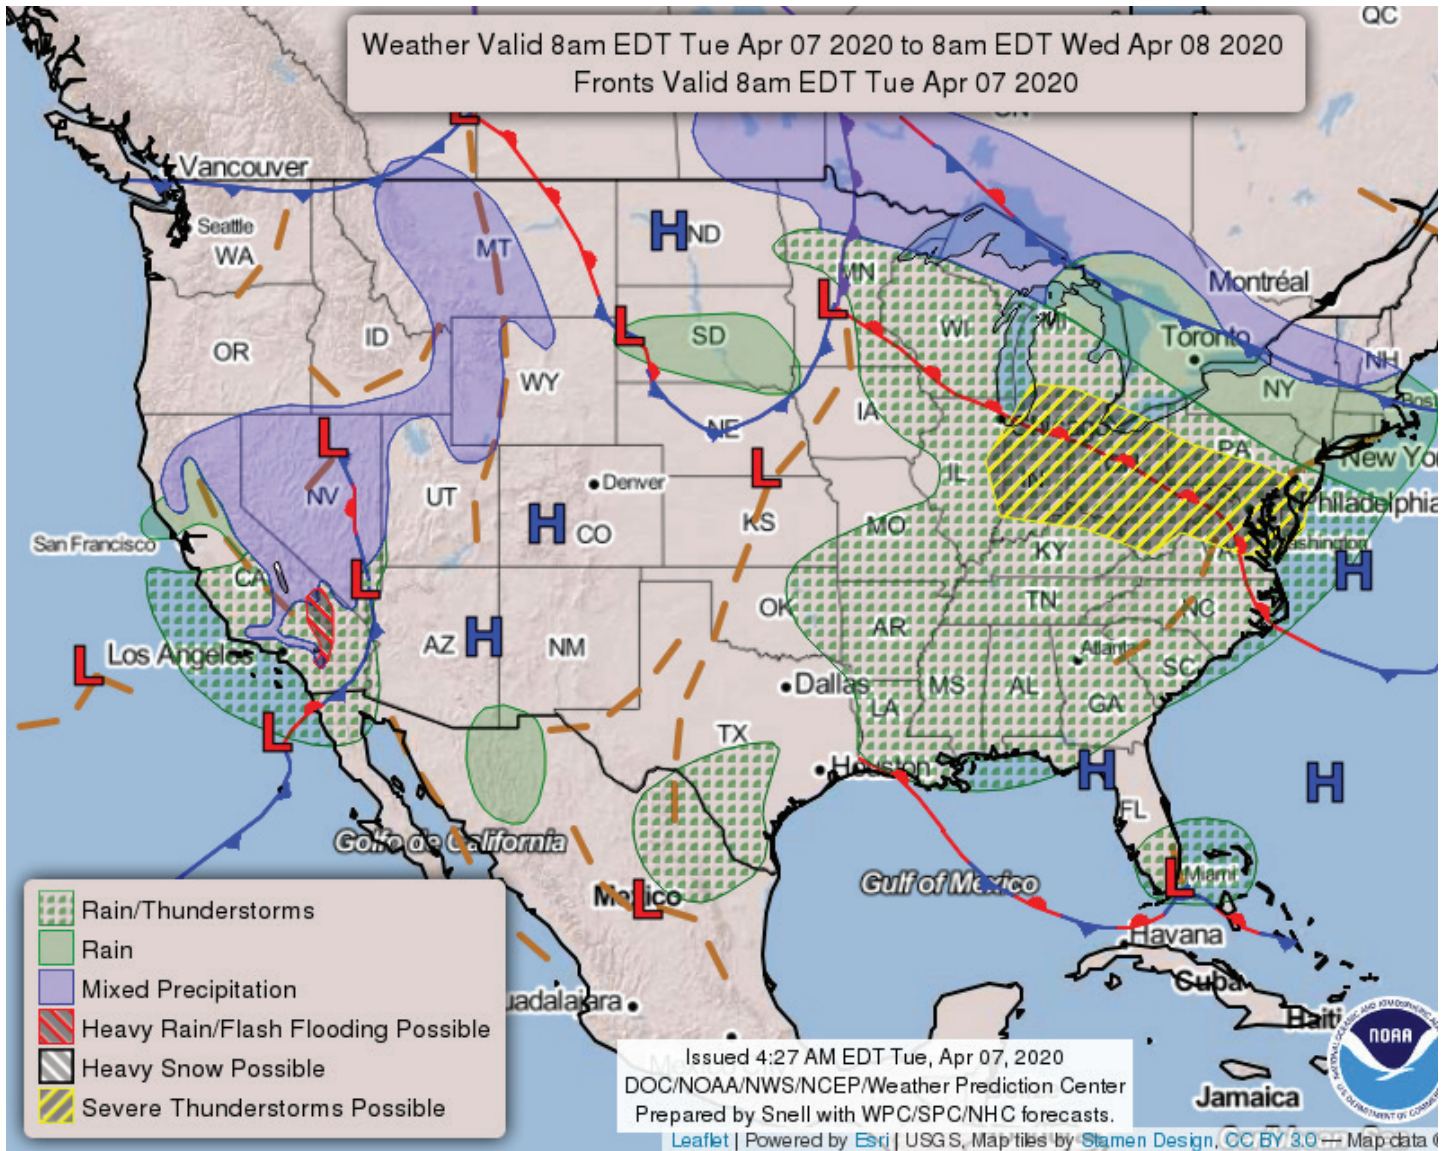 QC
Weather Valid 8am EDT Tue Apr 07 2020 to 8am EDT Wed Apr 08 2020
Fronts Valid 8am EDT Tue Apr 07 2020
L
Vancouver
Seattle
WA
MT
H ND
MN
Montréal
OR
ID
L
SD
L
WI
MI
Toronto
NH
WY
NY
NE
IA
L
NV
UT
Denver
L
KS
IL
PA
New Yo
Philadelphia
San Francisco
H CO
MO
KY
CA
L
OK
TN
NC
H
L
Los Angeles
AZ H
NM
AR
Atlanta
SC
Dallas
LA
MS
AL
GA
L
TX
Houston
H
H
FL
Golfo de California
Gulf of Mexico
L
Miami
Mexico
L
Havana
Cuba
Haiti
uadalajara
Jamaica
NOAA
Rain/Thunderstorms
Rain
Mixed Precipitation
Heavy Rain/Flash Flooding Possible
Heavy Snow Possible
Severe Thunderstorms Possible
Issued 4:27 AM EDT Tue, Apr 07, 2020
DOC/NOAA/NWS/NCEP/Weather Prediction Center
Prepared by Snell with WPC/SPC/NHC forecasts.
Leaflet | Powered by Esri | USGS, Map tiles by Stamen Design, CC BY 3.0 — Map data ©